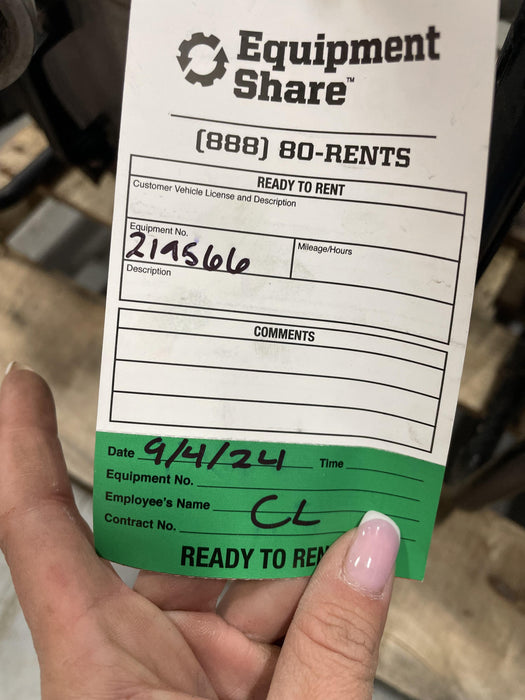 Equipment
Share™
(888) 80-RENTS
READY TO RENT
Customer Vehicle License and Description
Equipment No.
219566
Mileage/Hours
Description
COMMENTS
Date 9/4/24 Time
Equipment No.
Employee's Name CL
Contract No.
READY TO REN